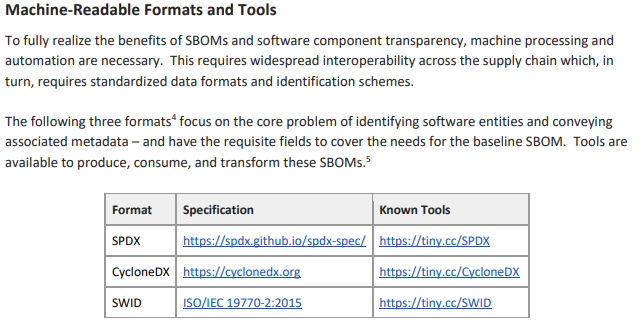 Machine-Readable Formats and Tools
To fully realize the benefits of SBOMs and software component transparency, machine processing and
automation are necessary.  This requires widespread interoperability across the supply chain which, in
turn, requires standardized data formats and identification schemes.
The following three formats⁴ focus on the core problem of identifying software entities and conveying
associated metadata – and have the requisite fields to cover the needs for the baseline SBOM.  Tools are
available to produce, consume, and transform these SBOMs.⁵
Format Specification Known Tools
SPDX https://spdx.github.io/spdx-spec/ https://tiny.cc/SPDX
CycloneDX https://cyclonedx.org https://tiny.cc/CycloneDX
SWID ISO/IEC 19770-2:2015 https://tiny.cc/SWID